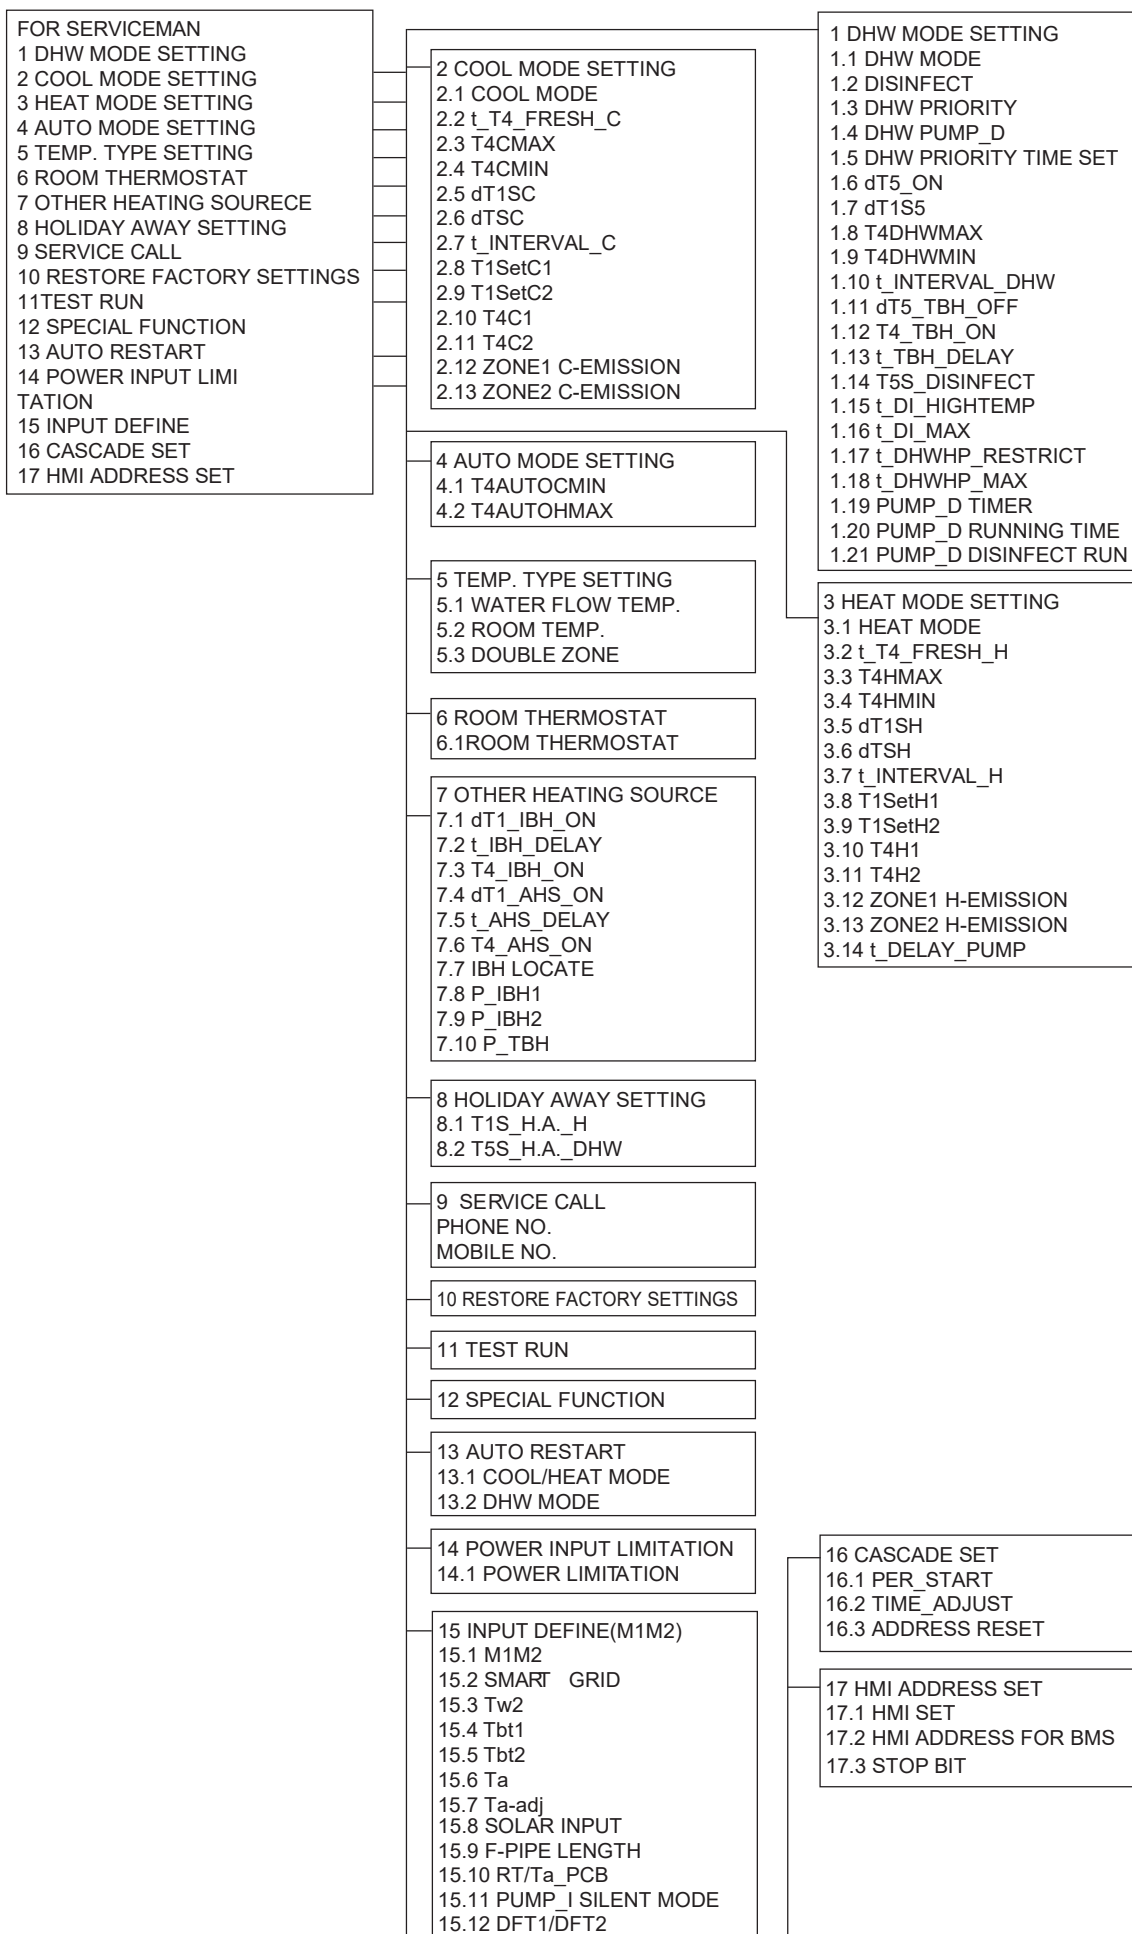 FOR SERVICEMAN
1 DHW MODE SETTING
2 COOL MODE SETTING
3 HEAT MODE SETTING
4 AUTO MODE SETTING
5 TEMP. TYPE SETTING
6 ROOM THERMOSTAT
7 OTHER HEATING SOURECE
8 HOLIDAY AWAY SETTING
9 SERVICE CALL
10 RESTORE FACTORY SETTINGS
11TEST RUN
12 SPECIAL FUNCTION
13 AUTO RESTART
14 POWER INPUT LIMI
TATION
15 INPUT DEFINE
16 CASCADE SET
17 HMI ADDRESS SET
1 DHW MODE SETTING
1.1 DHW MODE
1.2 DISINFECT
1.3 DHW PRIORITY
1.4 DHW PUMP_D
1.5 DHW PRIORITY TIME SET
1.6 dT5_ON
1.7 dT1S5
1.8 T4DHWMAX
1.9 T4DHWMIN
1.10 t_INTERVAL_DHW
1.11 dT5_TBH_OFF
1.12 T4_TBH_ON
1.13 t_TBH_DELAY
1.14 T5S_DISINFECT
1.15 t_DI_HIGHTEMP
1.16 t_DI_MAX
1.17 t_DHWHP_RESTRICT
1.18 t_DHWHP_MAX
1.19 PUMP_D TIMER
1.20 PUMP_D RUNNING TIME
1.21 PUMP_D DISINFECT RUN
2 COOL MODE SETTING
2.1 COOL MODE
2.2 t_T4_FRESH_C
2.3 T4CMAX
2.4 T4CMIN
2.5 dT1SC
2.6 dTSC
2.7 t_INTERVAL_C
2.8 T1SetC1
2.9 T1SetC2
2.10 T4C1
2.11 T4C2
2.12 ZONE1 C-EMISSION
2.13 ZONE2 C-EMISSION
3 HEAT MODE SETTING
3.1 HEAT MODE
3.2 t_T4_FRESH_H
3.3 T4HMAX
3.4 T4HMIN
3.5 dT1SH
3.6 dTSH
3.7 t_INTERVAL_H
3.8 T1SetH1
3.9 T1SetH2
3.10 T4H1
3.11 T4H2
3.12 ZONE1 H-EMISSION
3.13 ZONE2 H-EMISSION
3.14 t_DELAY_PUMP
4 AUTO MODE SETTING
4.1 T4AUTOCMIN
4.2 T4AUTOHMAX
5 TEMP. TYPE SETTING
5.1 WATER FLOW TEMP.
5.2 ROOM TEMP.
5.3 DOUBLE ZONE
6 ROOM THERMOSTAT
6.1ROOM THERMOSTAT
7 OTHER HEATING SOURCE
7.1 dT1_IBH_ON
7.2 t_IBH_DELAY
7.3 T4_IBH_ON
7.4 dT1_AHS_ON
7.5 t_AHS_DELAY
7.6 T4_AHS_ON
7.7 IBH LOCATE
7.8 P_IBH1
7.9 P_IBH2
7.10 P_TBH
8 HOLIDAY AWAY SETTING
8.1 T1S_H.A._H
8.2 T5S_H.A._DHW
9 SERVICE CALL
PHONE NO.
MOBILE NO.
10 RESTORE FACTORY SETTINGS
11 TEST RUN
12 SPECIAL FUNCTION
13 AUTO RESTART
13.1 COOL/HEAT MODE
13.2 DHW MODE
14 POWER INPUT LIMITATION
14.1 POWER LIMITATION
15 INPUT DEFINE(M1M2)
15.1 M1M2
15.2 SMART GRID
15.3 Tw2
15.4 Tbt1
15.5 Tbt2
15.6 Ta
15.7 Ta-adj
15.8 SOLAR INPUT
15.9 F-PIPE LENGTH
15.10 RT/Ta_PCB
15.11 PUMP_I SILENT MODE
15.12 DFT1/DFT2
16 CASCADE SET
16.1 PER_START
16.2 TIME_ADJUST
16.3 ADDRESS RESET
17 HMI ADDRESS SET
17.1 HMI SET
17.2 HMI ADDRESS FOR BMS
17.3 STOP BIT